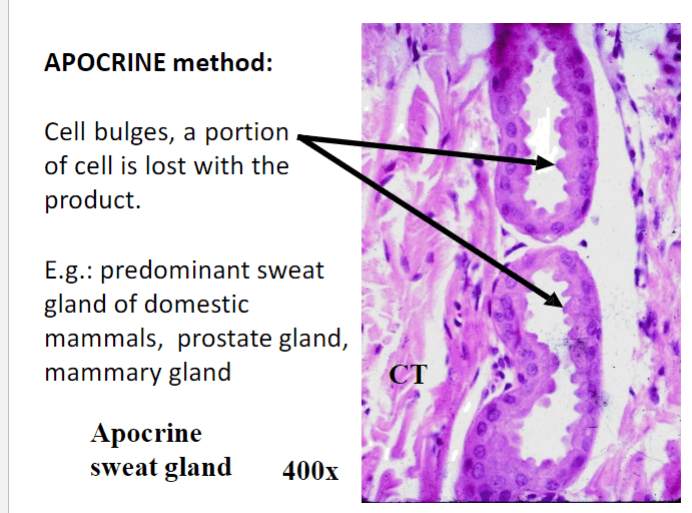 APOCRINE method:
Cell bulges, a portion
of cell is lost with the
product.
E.g.: predominant sweat
gland of domestic
mammals, prostate gland,
mammary gland
CT
Apocrine
sweat gland 400x